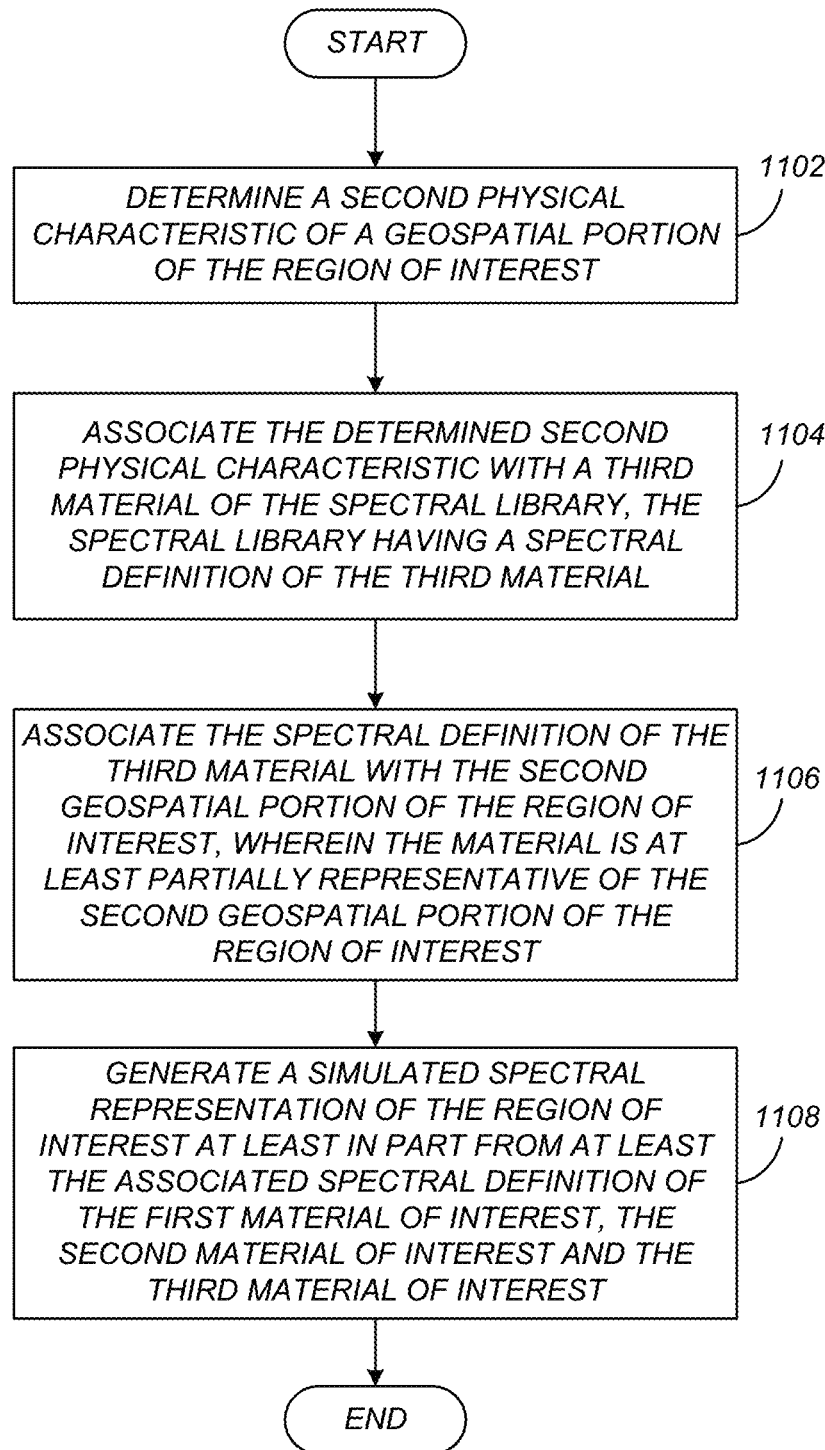 START
DETERMINE A SECOND PHYSICAL
CHARACTERISTIC OF A GEOSPATIAL PORTION
OF THE REGION OF INTEREST
1102
ASSOCIATE THE DETERMINED SECOND
PHYSICAL CHARACTERISTIC WITH A THIRD
MATERIAL OF THE SPECTRAL LIBRARY, THE
SPECTRAL LIBRARY HAVING A SPECTRAL
DEFINITION OF THE THIRD MATERIAL
1104
ASSOCIATE THE SPECTRAL DEFINITION OF THE
THIRD MATERIAL WITH THE SECOND
GEOSPATIAL PORTION OF THE REGION OF
INTEREST, WHEREIN THE MATERIAL IS AT
LEAST PARTIALLY REPRESENTATIVE OF THE
SECOND GEOSPATIAL PORTION OF THE
REGION OF INTEREST
1106
GENERATE A SIMULATED SPECTRAL
REPRESENTATION OF THE REGION OF
INTEREST AT LEAST IN PART FROM AT LEAST
THE ASSOCIATED SPECTRAL DEFINITION OF
THE FIRST MATERIAL OF INTEREST, THE
SECOND MATERIAL OF INTEREST AND THE
THIRD MATERIAL OF INTEREST
1108
END